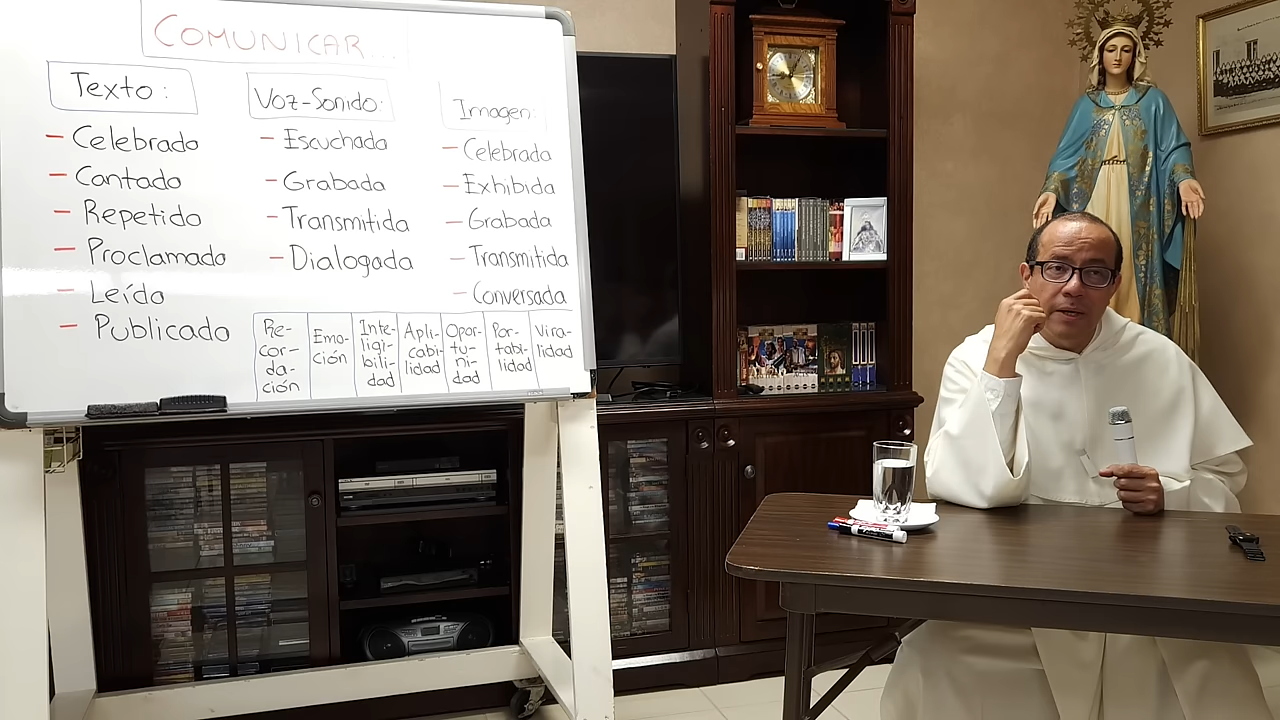 COMUNICAR...
Texto:
- Celebrado
- Cantado
- Repetido
- Proclamado
- Leído
- Publicado
Voz-Sonido:
- Escuchada
- Grabada
- Transmitida
- Dialogada
Imagen:
- Celebrada
- Exhibida
- Grabada
- Transmitida
- Conversada
Re-
cor-
da-
ción
Emo-
ción
Inte-
ligi-
bili-
dad
Apli-
cabi-
lidad
Opor-
tu-
ni-
dad
Por-
tabi-
lidad
Vira-
lidad